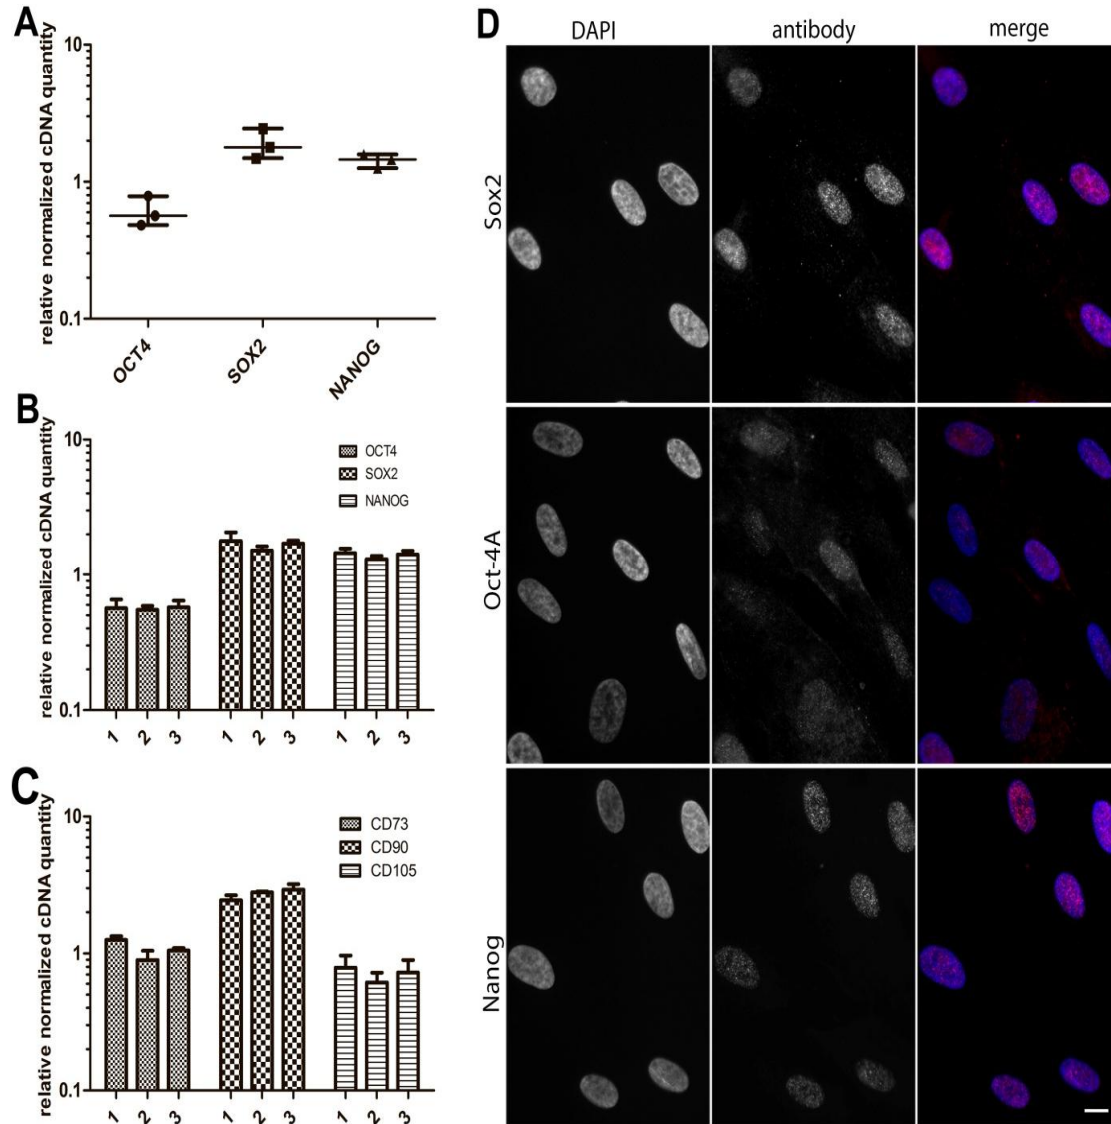 A
relative normalized cDNA quantity
10
1
0.1
OCT4
SOX2
NANOG
B
relative normalized cDNA quantity
10
1
0.1
OCT4
SOX2
NANOG
1 2 3 1 2 3 1 2 3
C
relative normalized cDNA quantity
10
1
0.1
CD73
CD90
CD105
1 2 3 1 2 3 1 2 3
D
DAPI antibody merge
Sox2
Oct-4A
Nanog